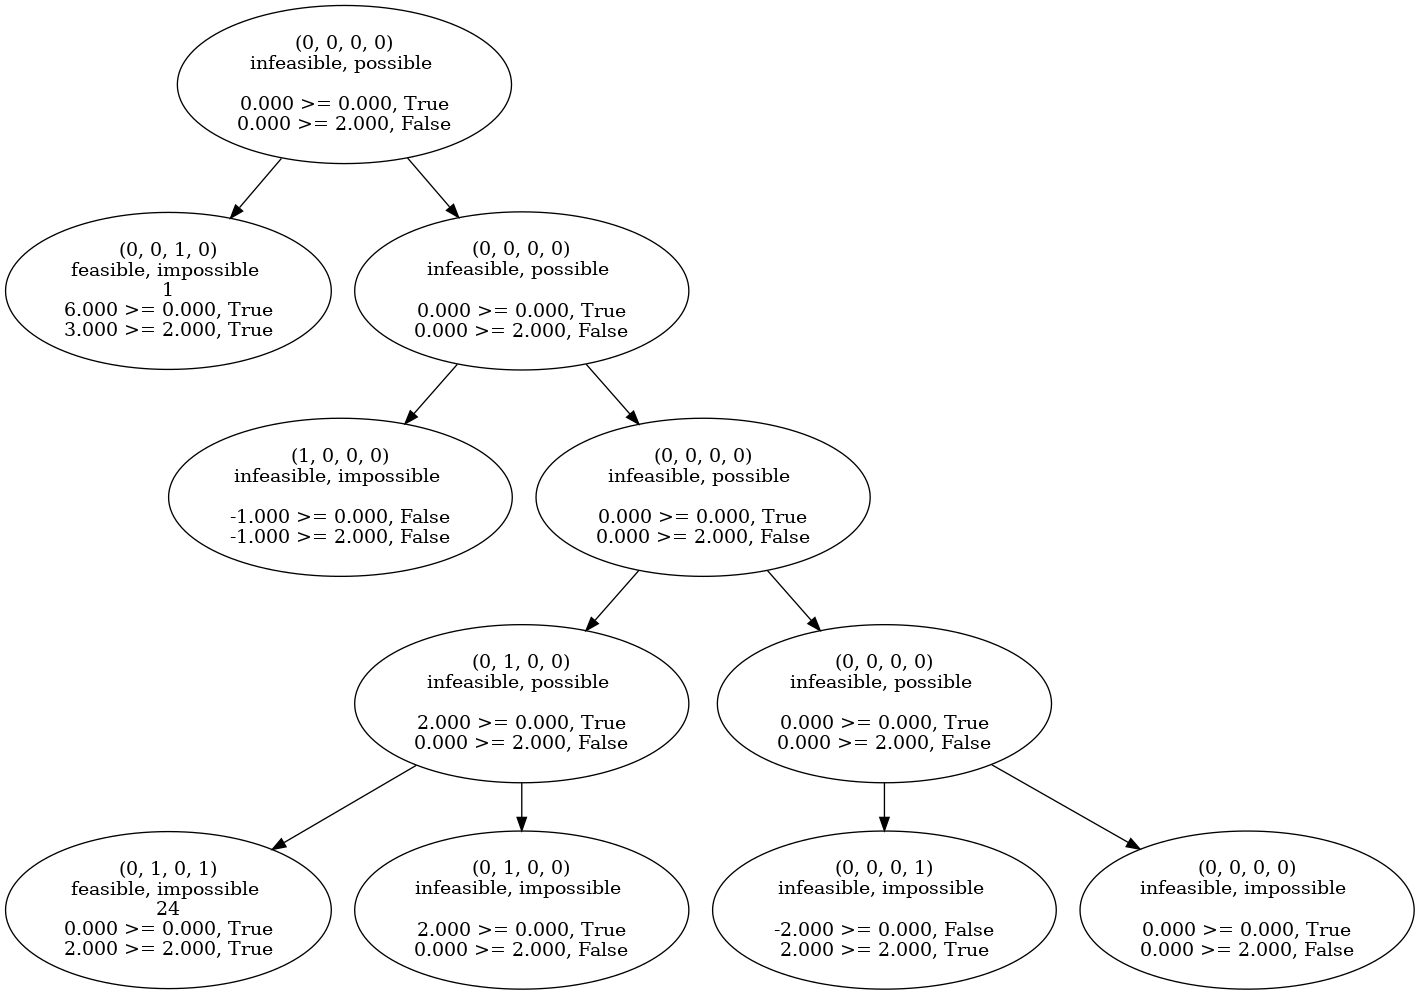 (0, 0, 0, 0)
infeasible, possible
0.000 >= 0.000, True
0.000 >= 2.000, False
(0, 0, 1, 0)
feasible, impossible
1
6.000 >= 0.000, True
3.000 >= 2.000, True
(0, 0, 0, 0)
infeasible, possible
0.000 >= 0.000, True
0.000 >= 2.000, False
(1, 0, 0, 0)
infeasible, impossible
-1.000 >= 0.000, False
-1.000 >= 2.000, False
(0, 0, 0, 0)
infeasible, possible
0.000 >= 0.000, True
0.000 >= 2.000, False
(0, 1, 0, 0)
infeasible, possible
2.000 >= 0.000, True
0.000 >= 2.000, False
(0, 0, 0, 0)
infeasible, possible
0.000 >= 0.000, True
0.000 >= 2.000, False
(0, 1, 0, 1)
feasible, impossible
24
0.000 >= 0.000, True
2.000 >= 2.000, True
(0, 1, 0, 0)
infeasible, impossible
2.000 >= 0.000, True
0.000 >= 2.000, False
(0, 0, 0, 1)
infeasible, impossible
-2.000 >= 0.000, False
2.000 >= 2.000, True
(0, 0, 0, 0)
infeasible, impossible
0.000 >= 0.000, True
0.000 >= 2.000, False